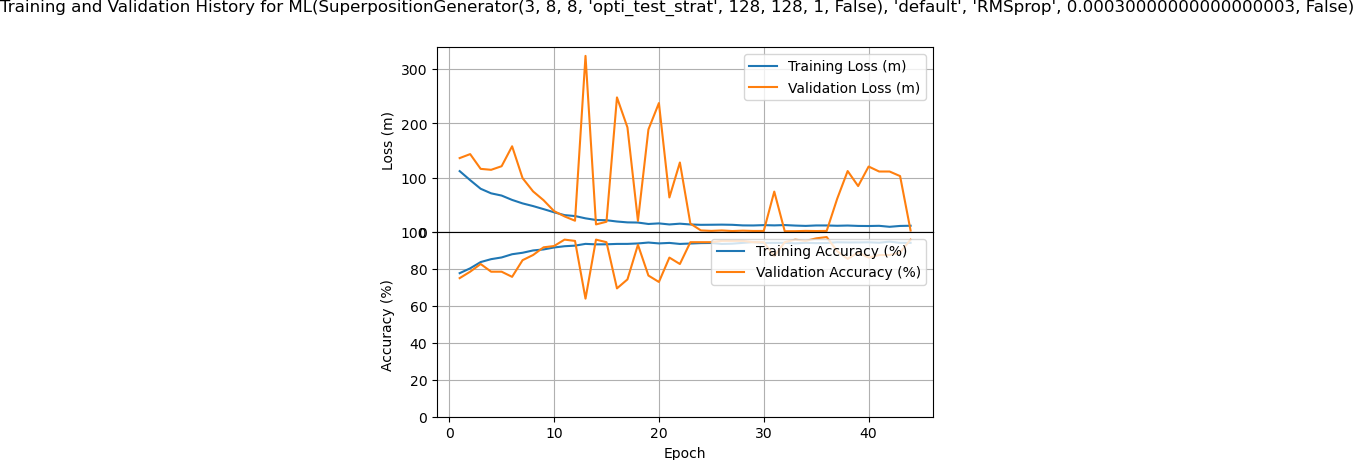 Training and Validation History for ML(SuperpositionGenerator(3, 8, 8, 'opti_test_strat', 128, 128, 1, False), 'default', 'RMSprop', 0.00030000000000000003, False)
300
200
100
0
Loss (m)
Training Loss (m)
Validation Loss (m)
100
80
60
40
20
0
Accuracy (%)
Training Accuracy (%)
Validation Accuracy (%)
0 10 20 30 40
Epoch